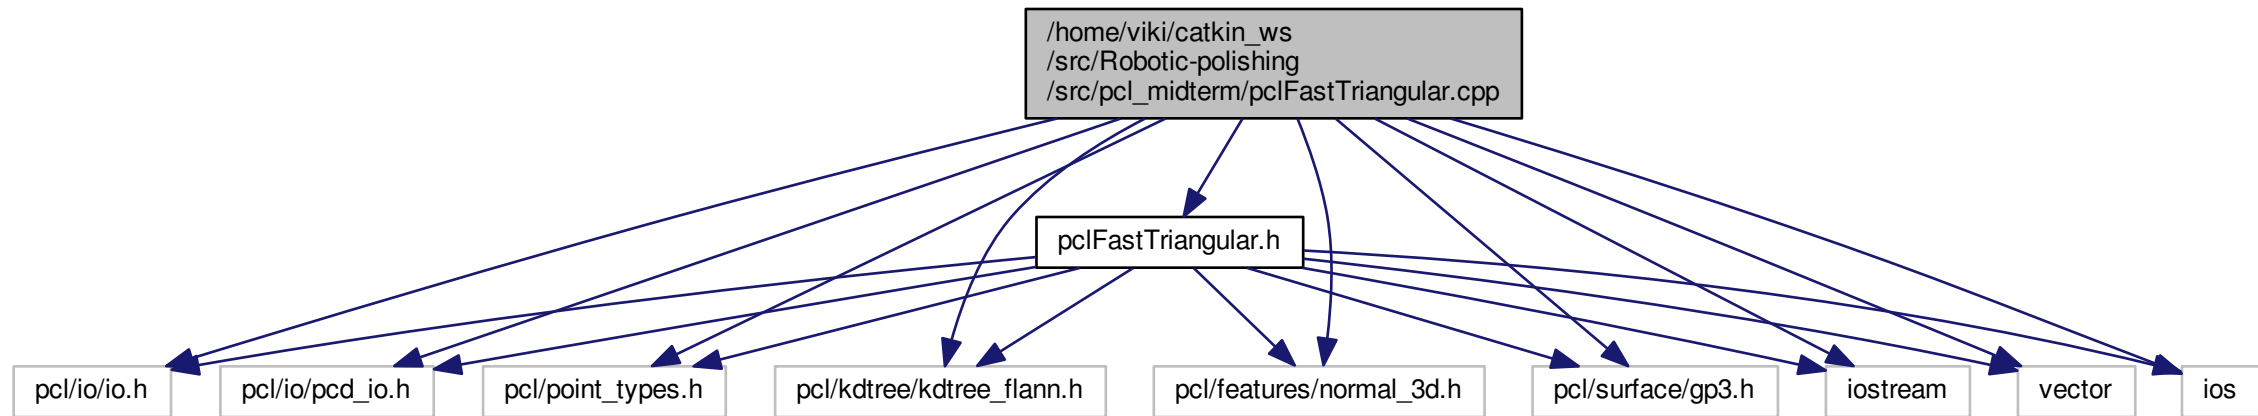 /home/viki/catkin_ws
/src/Robotic-polishing
/src/pcl_midterm/pclFastTriangular.cpp
pclFastTriangular.h
pcl/io/io.h
pcl/io/pcd_io.h
pcl/point_types.h
pcl/kdtree/kdtree_flann.h
pcl/features/normal_3d.h
pcl/surface/gp3.h
iostream
vector
ios